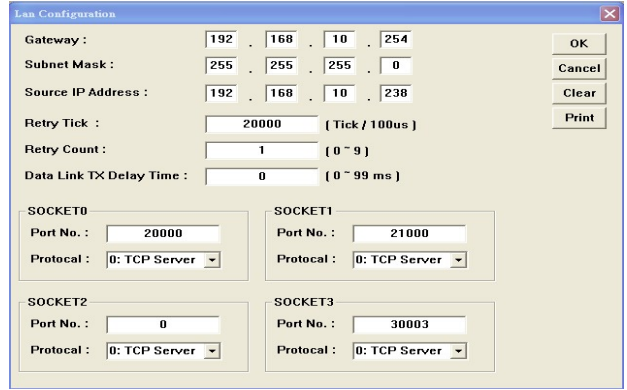 Lan Configuration
Gateway : 192 . 168 . 10 . 254
OK
Subnet Mask : 255 . 255 . 255 . 0
Cancel
Source IP Address : 192 . 168 . 10 . 238
Clear
Retry Tick : 20000 ( Tick / 100us )
Print
Retry Count : 1 ( 0 ~ 9 )
Data Link TX Delay Time : 0 ( 0 ~ 99 ms )
SOCKET0
Port No. : 20000
Protocal : 0: TCP Server
SOCKET1
Port No. : 21000
Protocal : 0: TCP Server
SOCKET2
Port No. : 0
Protocal : 0: TCP Server
SOCKET3
Port No. : 30003
Protocal : 0: TCP Server